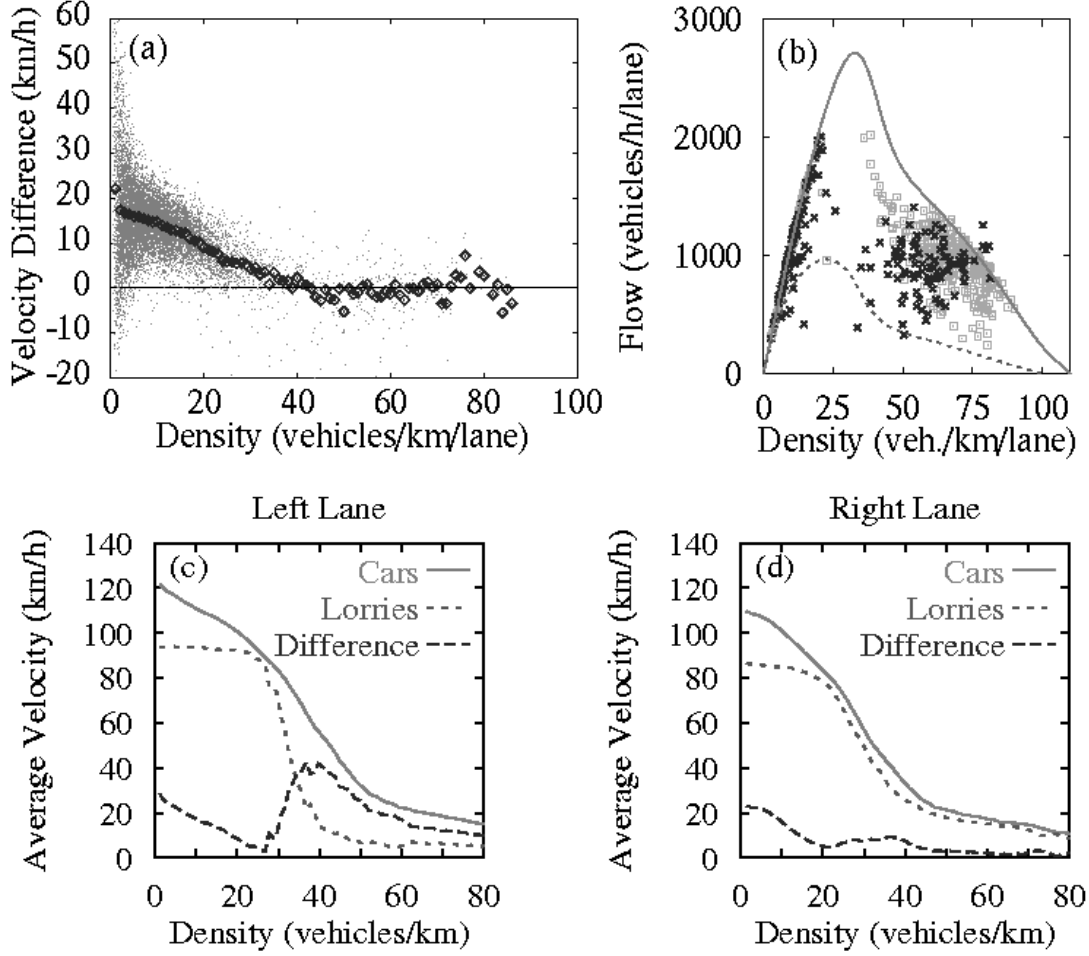 (a)
Velocity Difference (km/h)
60
50
40
30
20
10
0
-10
-20
0 20 40 60 80 100
Density (vehicles/km/lane)
(b)
Flow (vehicles/h/lane)
3000
2000
1000
0
0 25 50 75 110
Density (veh./km/lane)
Left Lane
(c)
Average Velocity (km/h)
140
120
100
80
60
40
20
0
Cars
Lorries
Difference
0 20 40 60 80
Density (vehicles/km)
Right Lane
(d)
Average Velocity (km/h)
140
120
100
80
60
40
20
0
Cars
Lorries
Difference
0 20 40 60 80
Density (vehicles/km)